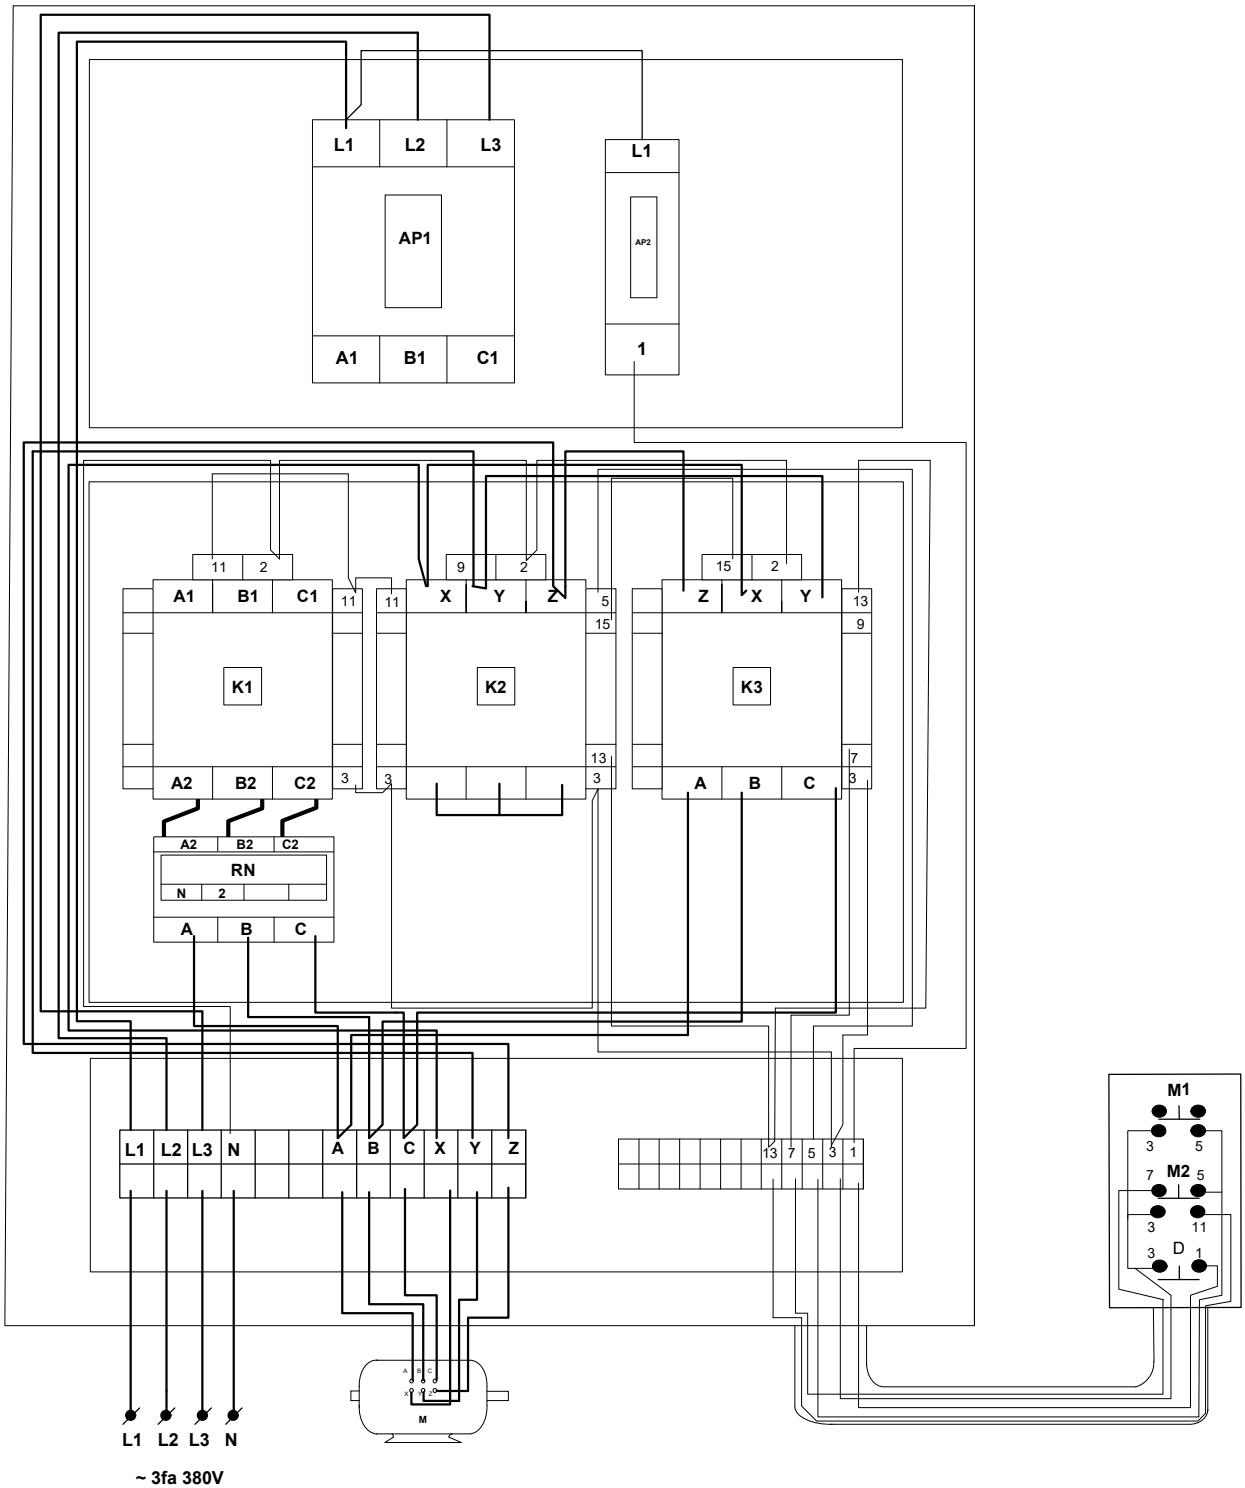 L1 L2 L3
AP1
A1 B1 C1
L1
AP2
1
11 2
A1 B1 C1
11
K1
A2 B2 C2
3
9 2
11
X Y Z
5
15
K2
13
3
3
15 2
Z X Y
13
9
K3
A B C
7
3
A2 B2 C2
RN
N 2
A B C
L1 L2 L3 N A B C X Y Z
13 7 5 3 1
M1
3 5
7 M2 5
3 11
3 D 1
A B C
X Y Z
M
L1 L2 L3 N
~ 3fa 380V